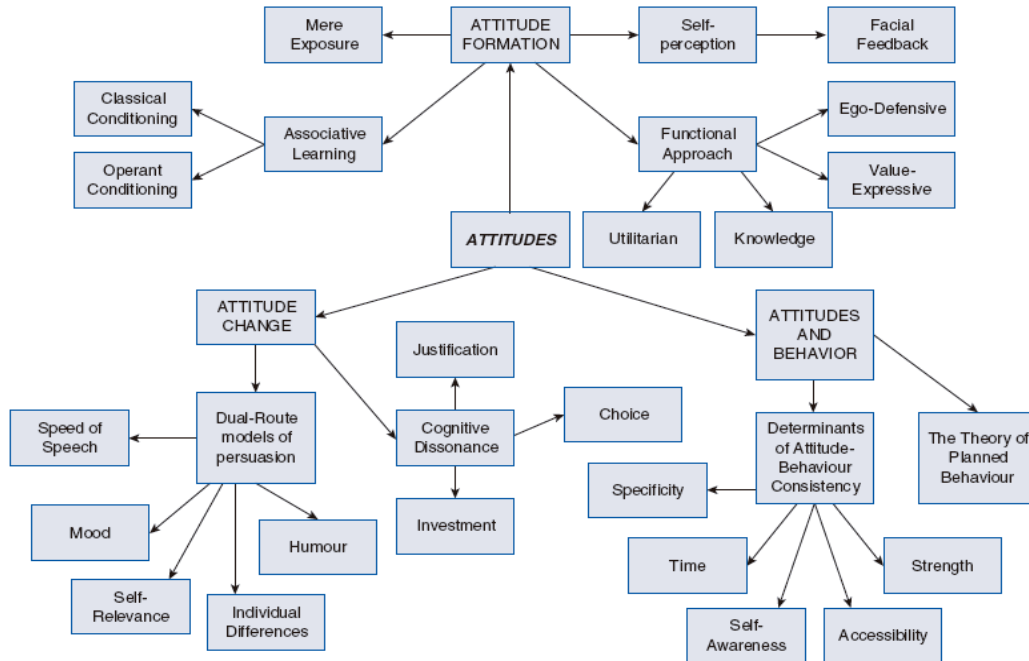 Mere
Exposure
ATTITUDE
FORMATION
Self-
perception
Facial
Feedback
Classical
Conditioning
Operant
Conditioning
Associative
Learning
Functional
Approach
Ego-Defensive
Value-
Expressive
ATTITUDES
Utilitarian
Knowledge
ATTITUDE
CHANGE
ATTITUDES
AND
BEHAVIOR
Justification
Speed of
Speech
Dual-Route
models of
persuasion
Cognitive
Dissonance
Choice
Determinants
of Attitude-
Behaviour
Consistency
The Theory of
Planned
Behaviour
Specificity
Mood
Humour
Investment
Time
Strength
Self-
Relevance
Individual
Differences
Self-
Awareness
Accessibility